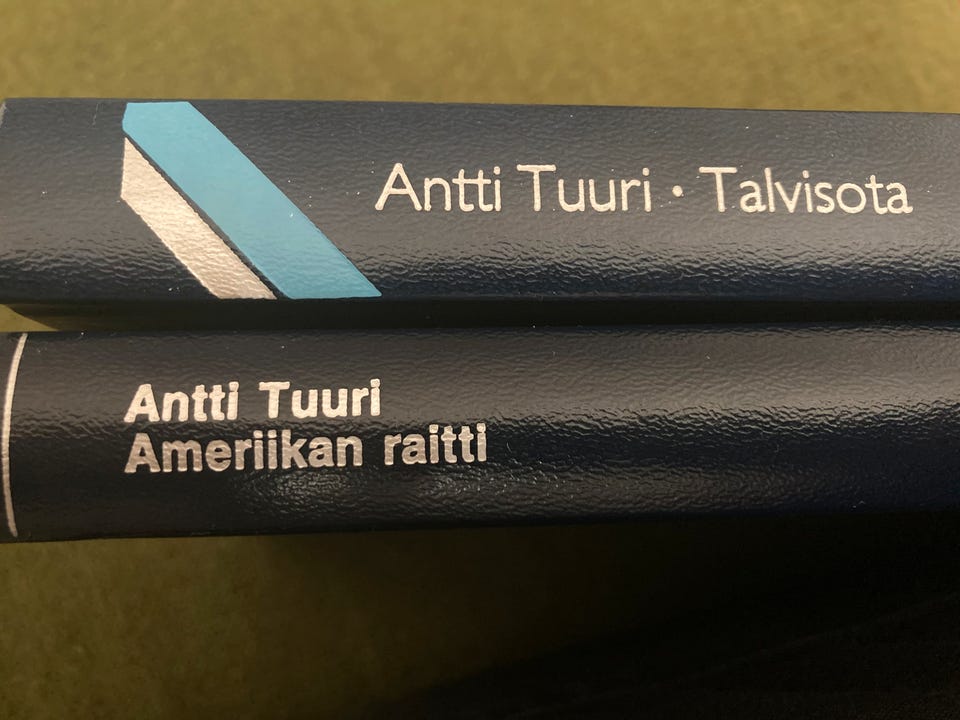 Antti Tuuri • Talvisota
Antti Tuuri
Ameriikan raitti